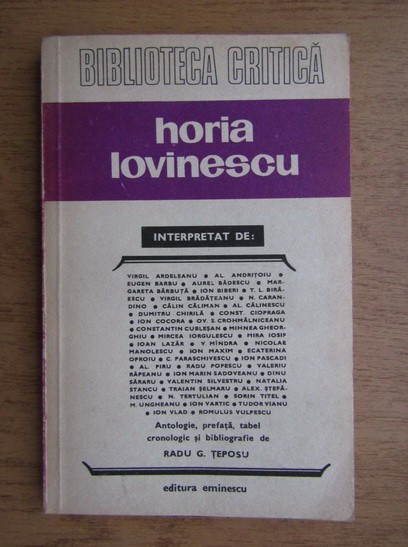 BIBLIOTECA CRITICĂ
horia
lovinescu
INTERPRETAT DE:
VIRGIL ARDELEANU ● AL. ANDRIȚOIU ●
EUGEN BARBU ● AUREL BĂDESCU ● MAR-
GARETA BĂRBUȚĂ ● ION BIBERI ● T. L. BIRĂ-
ESCU ● VIRGIL BRĂDĂȚEANU ● N. CARAN-
DINO ● CĂLIN CĂLIMAN ● AL. CĂLINESCU
● DUMITRU CHIRILĂ ● CONST. CIOPRAGA
● ION COCORA ● OV. S. CROHMĂLNICEANU
● CONSTANTIN CUBLEȘAN ● MIHNEA GHEOR-
GHIU ● MIRCEA IORGULESCU ● MIRA IOSIF
● IOAN LAZĂR ● V MÎNDRA ● NICOLAE
MANOLESCU ● ION MAXIM ● ECATERINA
OPROIU ● C. PARASCHIVESCU ● ION PASCADI
● AL. PIRU ● RADU POPESCU ● VALERIU
RÂPEANU ● ION MARIN SADOVEANU ● DINU
SĂRARU ● VALENTIN SILVESTRU ● NATALIA
STANCU ● TRAIAN ȘELMARU ● ALEX. ȘTEFĂ-
NESCU ● N. TERTULIAN ● SORIN TITEL ●
M. UNGHEANU ● ION VARTIC ● TUDOR VIANU
● ION VLAD ● ROMULUS VULPESCU
Antologie, prefață, tabel
cronologic și bibliografie de
RADU G. ȚEPOSU
editura eminescu